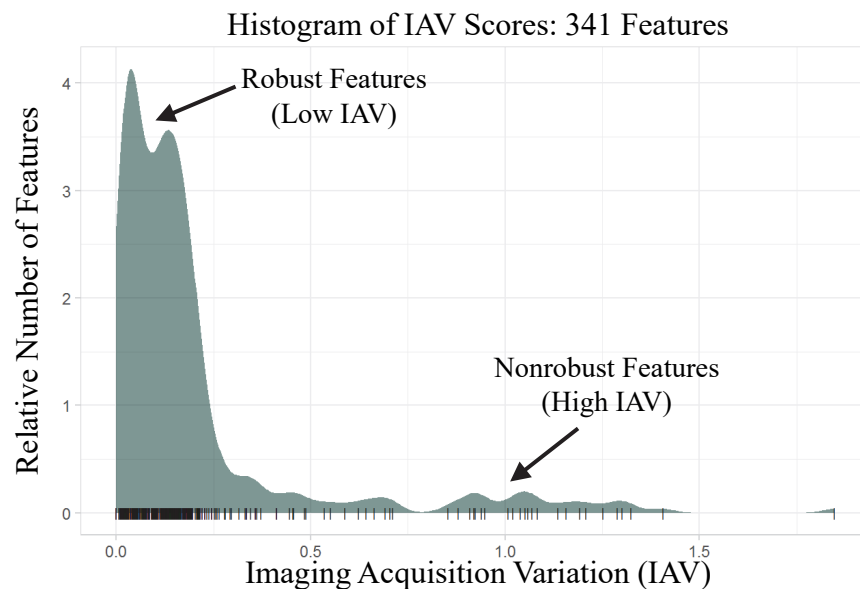 Histogram of IAV Scores: 341 Features
Robust Features
(Low IAV)
Nonrobust Features
(High IAV)
Relative Number of Features
4
3
2
1
0
0.0
0.5
1.0
1.5
Imaging Acquisition Variation (IAV)